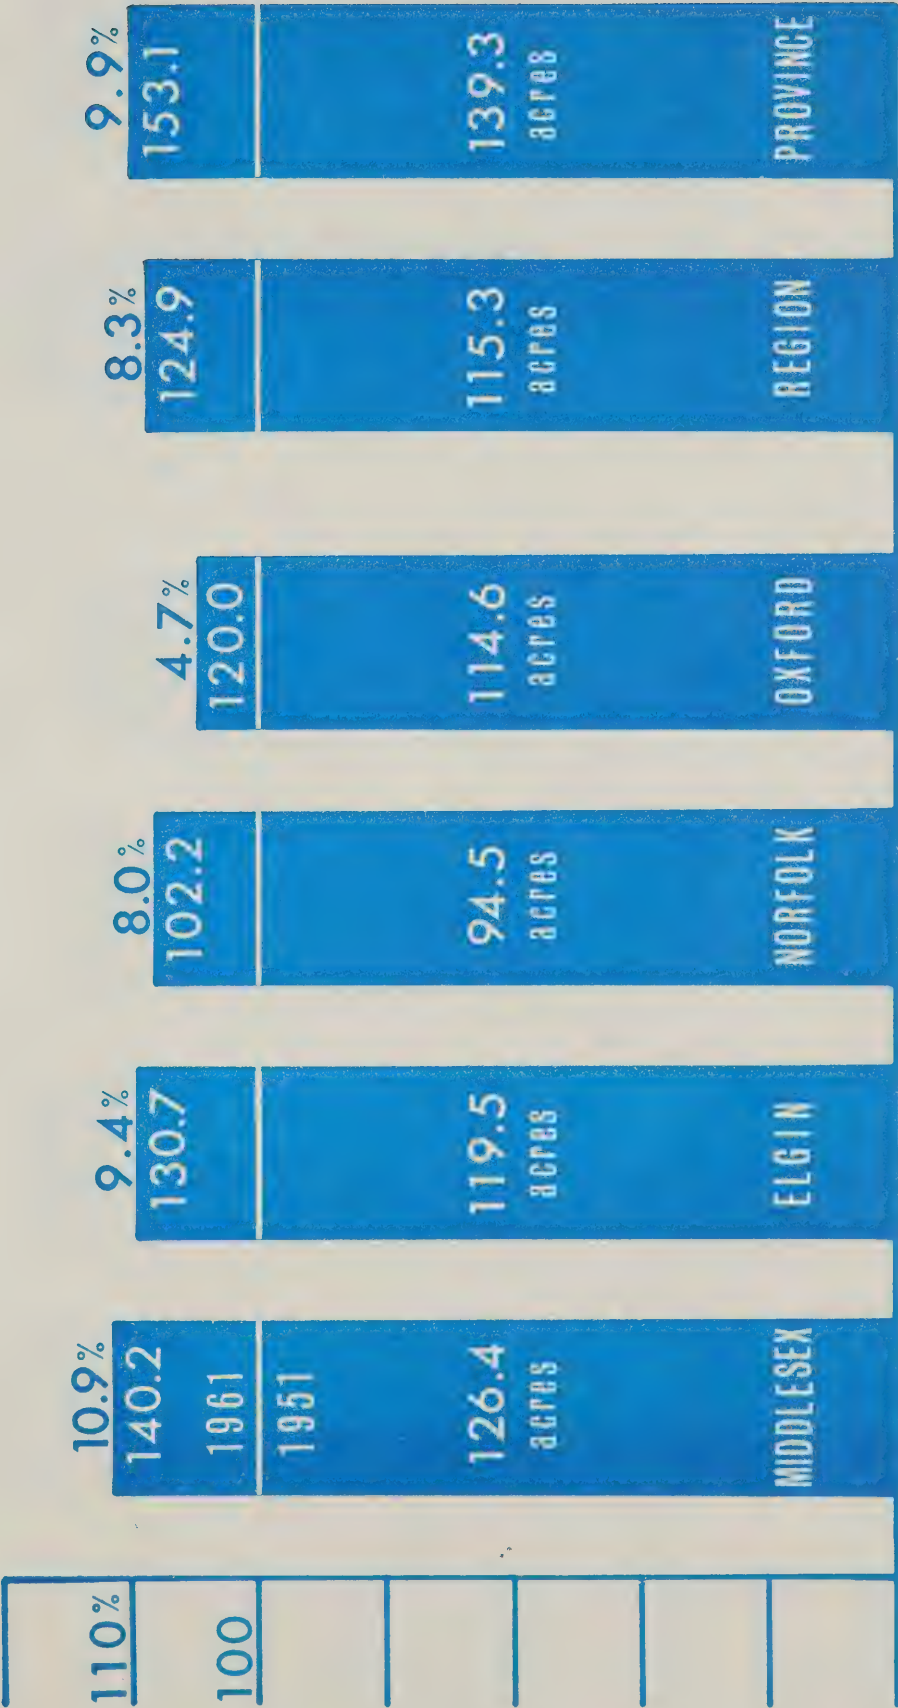 110%
100
10.9%
140.2
1961
1951
126.4
acres
MIDDLESEX
9.4%
130.7
119.5
acres
ELGIN
8.0%
102.2
94.5
acres
NORFOLK
4.7%
120.0
114.6
acres
OXFORD
8.3%
124.9
115.3
acres
REGION
9.9%
153.1
139.3
acres
PROVINCE